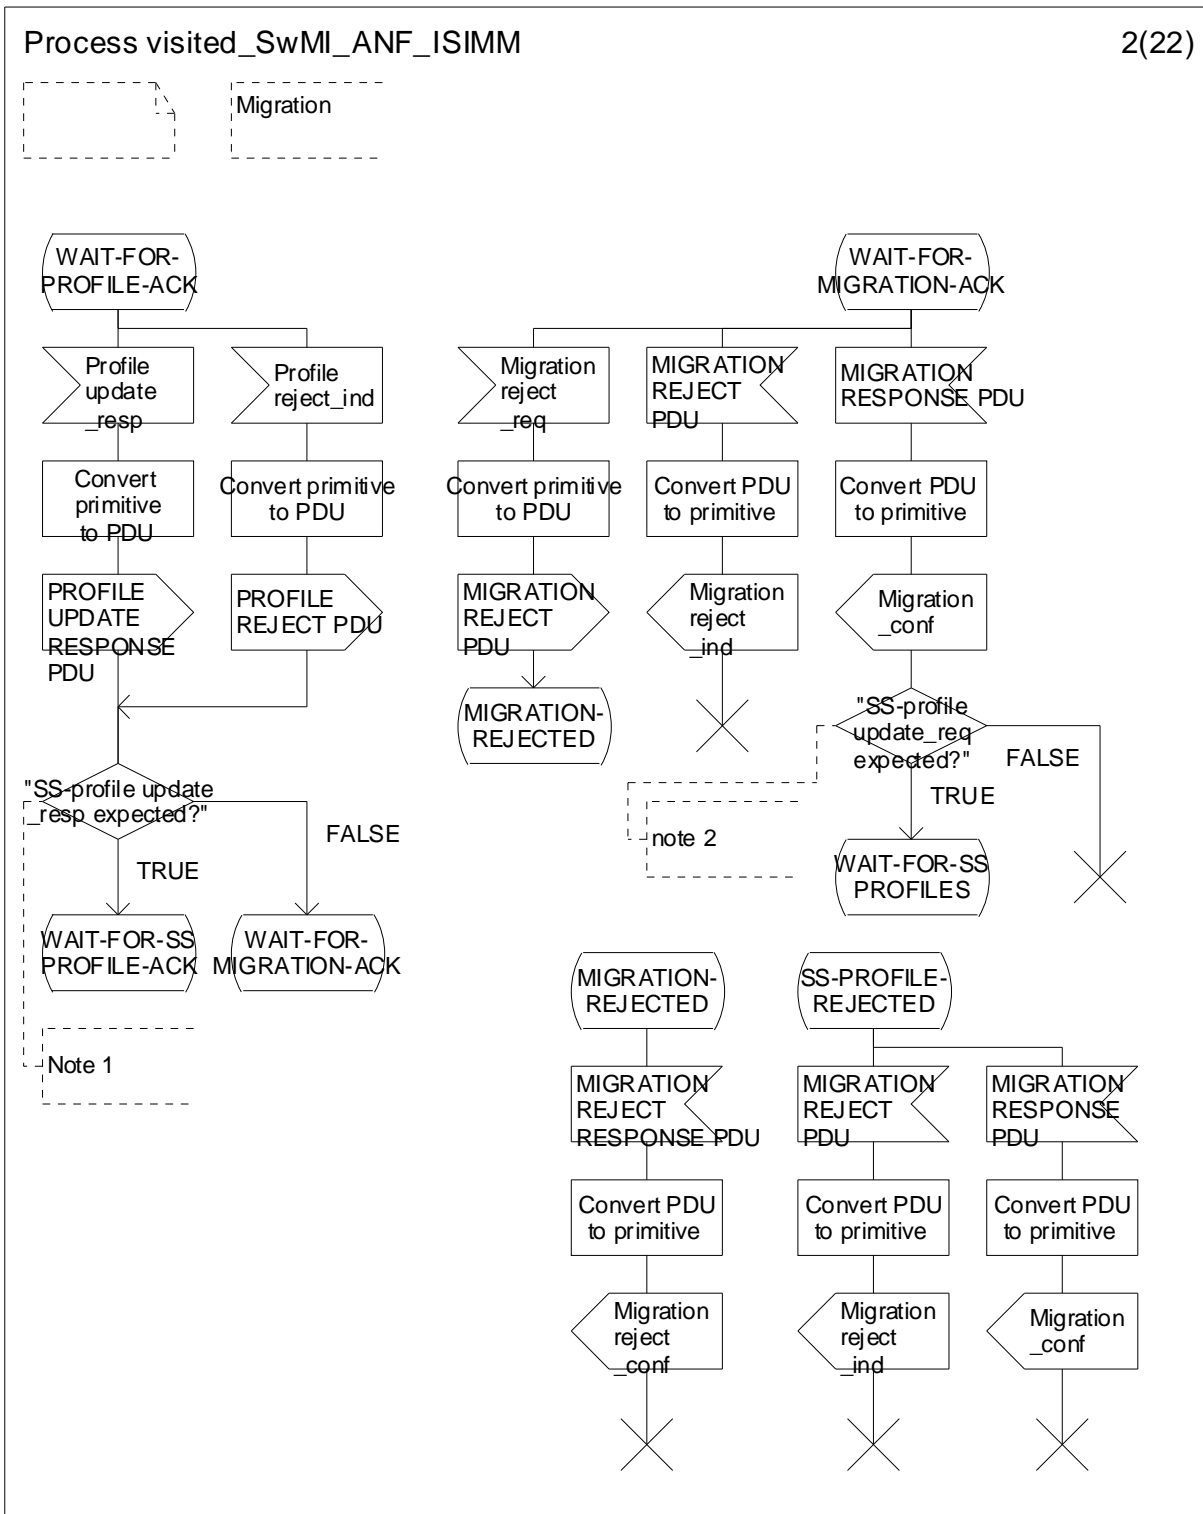 Process visited_SwMI_ANF_ISIMM
2(22)
Migration
WAIT-FOR-
PROFILE-ACK
WAIT-FOR-
MIGRATION-ACK
Profile
update
_resp
Profile
reject_ind
Migration
reject
_req
MIGRATION
REJECT
PDU
MIGRATION
RESPONSE PDU
Convert
primitive
to PDU
Convert primitive
to PDU
Convert primitive
to PDU
Convert PDU
to primitive
Convert PDU
to primitive
PROFILE
UPDATE
RESPONSE
PDU
PROFILE
REJECT PDU
MIGRATION
REJECT
PDU
Migration
reject
_ind
Migration
_conf
MIGRATION-
REJECTED
"SS-profile
update_req
expected?"
FALSE
TRUE
"SS-profile update
_resp expected?"
FALSE
TRUE
note 2
WAIT-FOR-SS
PROFILES
WAIT-FOR-SS
PROFILE-ACK
WAIT-FOR-
MIGRATION-ACK
Note 1
MIGRATION-
REJECTED
SS-PROFILE-
REJECTED
MIGRATION
REJECT
RESPONSE PDU
MIGRATION
REJECT
PDU
MIGRATION
RESPONSE
PDU
Convert PDU
to primitive
Convert PDU
to primitive
Convert PDU
to primitive
Migration
reject
_conf
Migration
reject
_ind
Migration
_conf